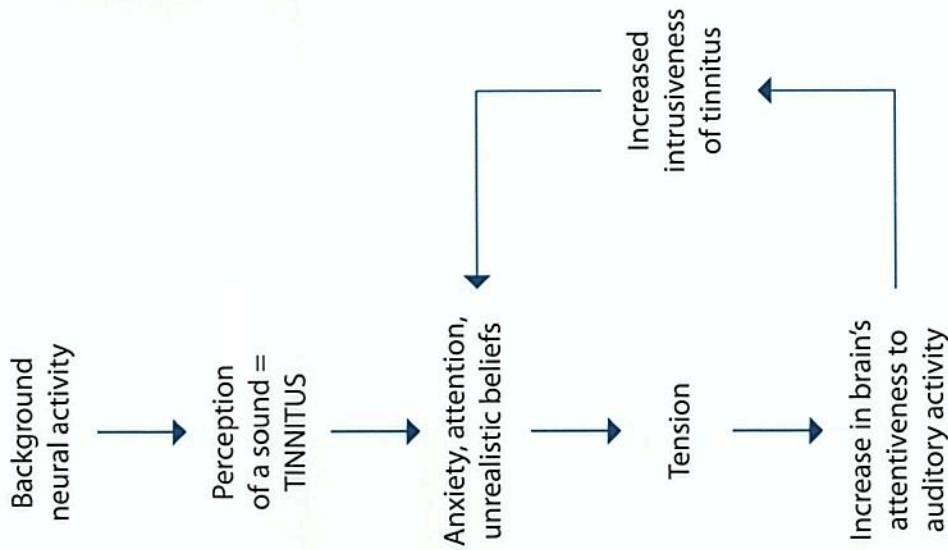 Background
neural activity
Perception
of a sound =
TINNITUS
Anxiety, attention,
unrealistic beliefs
Tension
Increase in brain's
attentiveness to
auditory activity
Increased
intrusiveness
of tinnitus